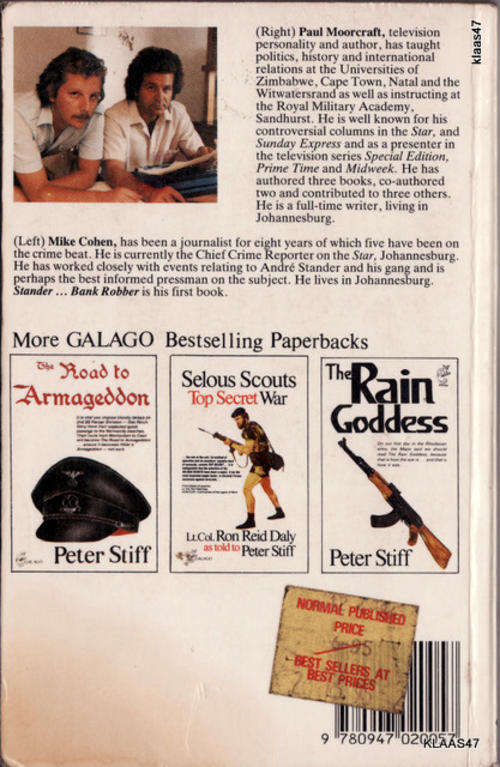 klaas47
(Right) Paul Moorcraft, television
personality and author, has taught
politics, history and international
relations at the Universities of
Zimbabwe, Cape Town, Natal and the
Witwatersrand as well as instructing at
the Royal Military Academy,
Sandhurst. He is well known for his
controversial columns in the Star, and
Sunday Express and as a presenter in
the television series Special Edition,
Prime Time and Midweek. He has
authored three books, co-authored
two and contributed to three others.
He is a full-time writer, living in
Johannesburg.
(Left) Mike Cohen, has been a journalist for eight years of which five have been on
the crime beat. He is currently the Chief Crime Reporter on the Star, Johannesburg.
He has worked closely with events relating to André Stander and his gang and is
perhaps the best informed pressman on the subject. He lives in Johannesburg.
Stander ... Bank Robber is his first book.
More GALAGO Bestselling Paperbacks
The Road to
Armageddon
Peter Stiff
Selous Scouts
Top Secret War
Lt. Col. Ron Reid Daly
as told to Peter Stiff
GALAGO
The Rain
Goddess
Peter Stiff
NORMAL PUBLISHED
PRICE
95
BEST SELLERS AT
BEST PRICES
9 780947 020057
KLAAS47